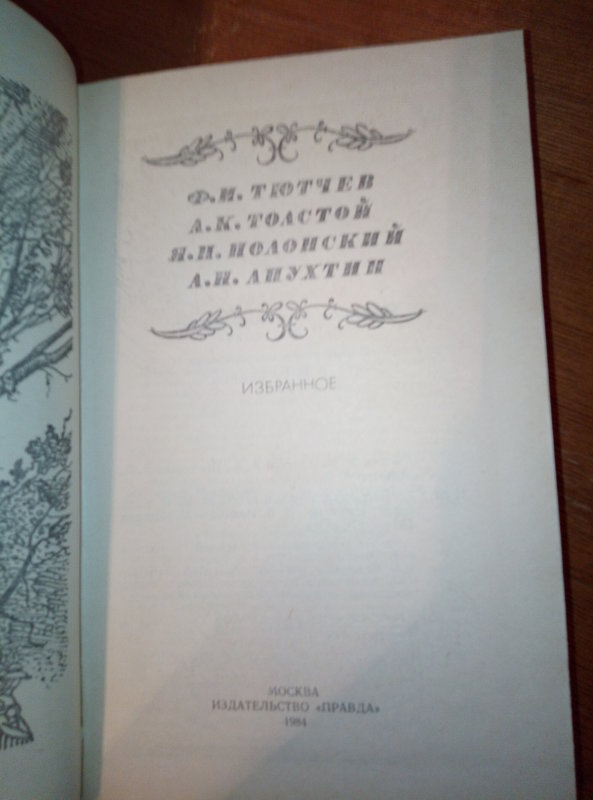 Ф. И. ТЮТЧЕВ
А. К. ТОЛСТОЙ
Я. П. ПОЛОНСКИЙ
А. Н. АПУХТИН
ИЗБРАННОЕ
МОСКВА
ИЗДАТЕЛЬСТВО «ПРАВДА»
1984